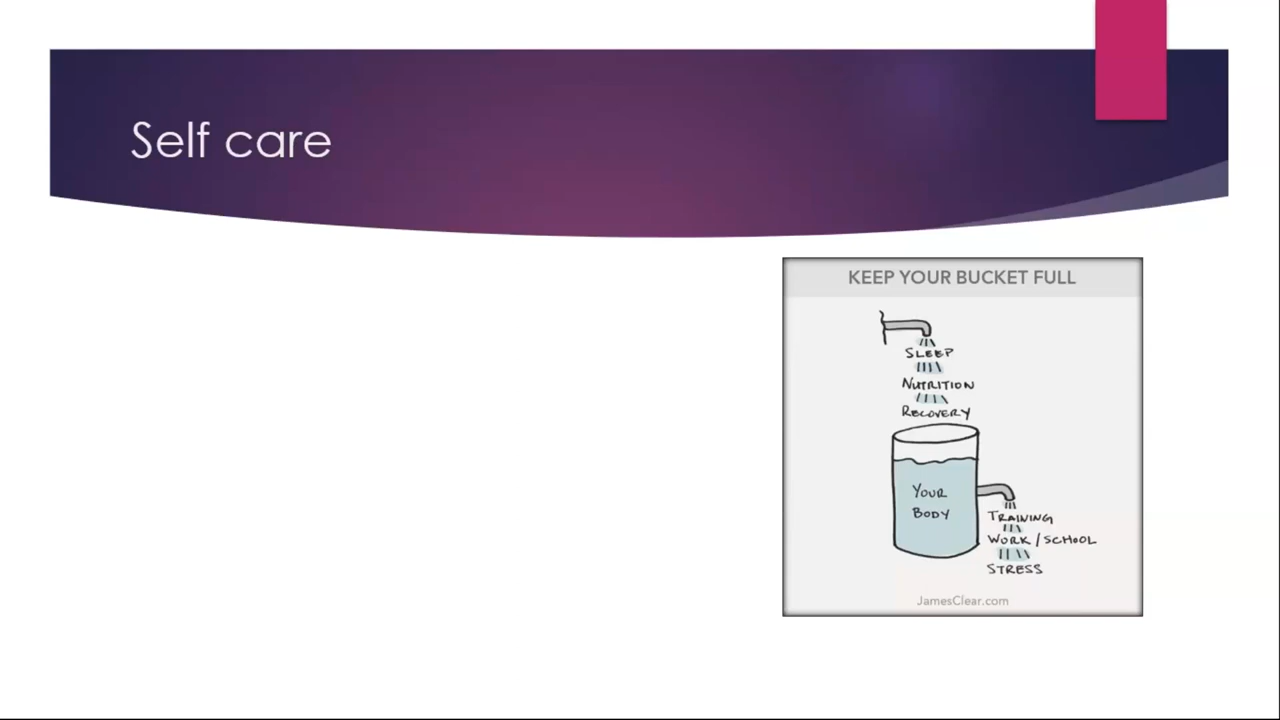 Self care
KEEP YOUR BUCKET FULL
SLEEP
NUTRITION
RECOVERY
YOUR
BODY
TRAINING
WORK / SCHOOL
STRESS
JamesClear.com